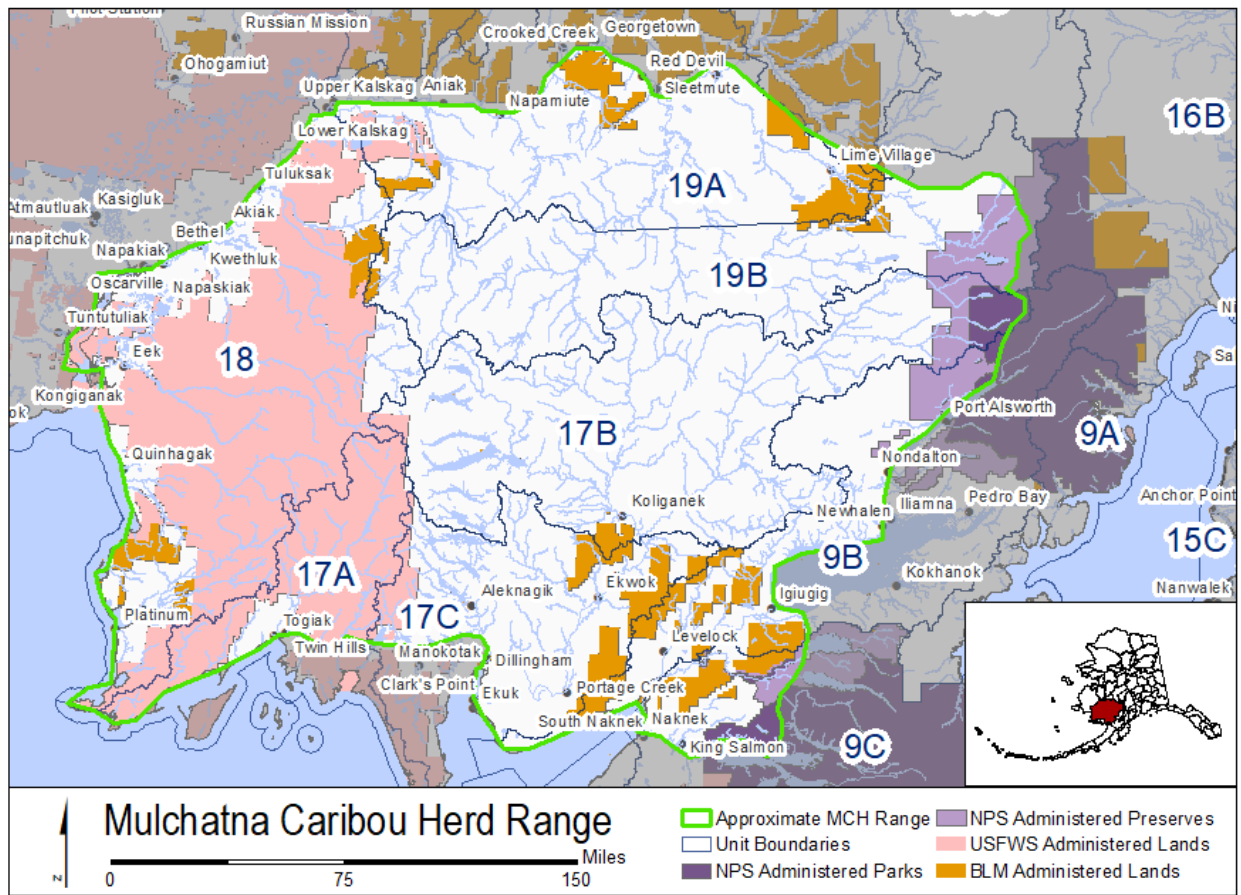 Pilot Station
Russian Mission
Ohogamiut
Crooked Creek
Georgetown
Red Devil
Sleetmute
Upper Kalskag
Aniak
Napamiute
16B
Lower Kalskag
Lime Village
Tuluksak
19A
Kasigluk
Atmautluak
Akiak
Bethel
Napakiak
Kwethluk
19B
Oscarville
Napaskiak
Tuntutuliak
18
Eek
Kongiganak
Port Alsworth
17B
9A
Quinhagak
Nondalton
Koliganek
Iliamna
Pedro Bay
Anchor Point
Newhalen
9B
15C
17A
Ekwok
Kokhanok
Aleknagik
Igiugig
Nanwalek
Platinum
Togiak
17C
Levelock
Twin Hills
Manokotak
Dillingham
Clark's Point
Ekuk
Portage Creek
South Naknek
Naknek
King Salmon
9C
Mulchatna Caribou Herd Range
Miles
0 75 150
N
Approximate MCH Range
Unit Boundaries
NPS Administered Parks
NPS Administered Preserves
USFWS Administered Lands
BLM Administered Lands